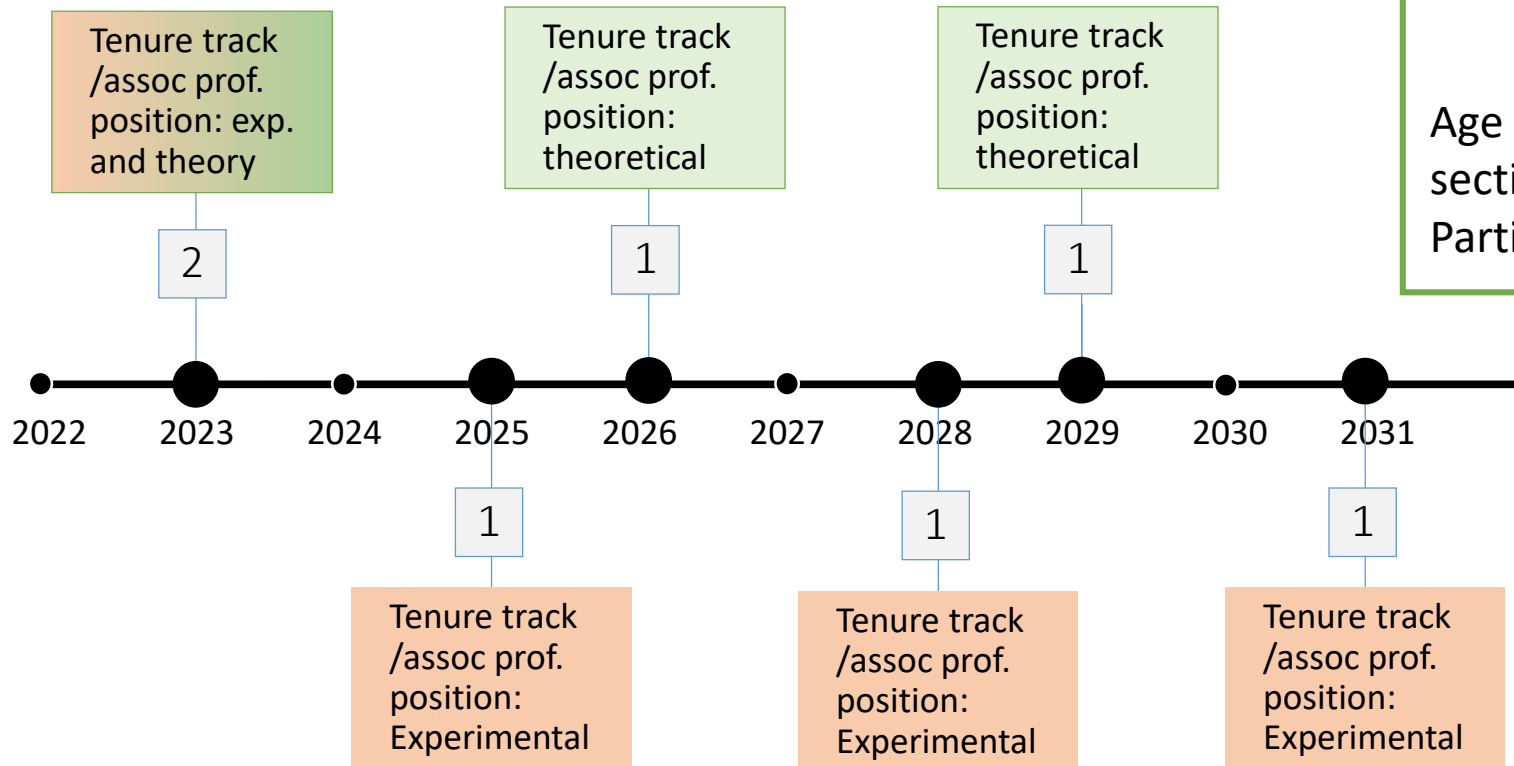 Tenure track
/assoc prof.
position: exp.
and theory
Tenure track
/assoc prof.
position:
theoretical
Tenure track
/assoc prof.
position:
theoretical
Age
Parti
2
1
1
2022 2023 2024 2025 2026 2027 2028 2029 2030 2031
1
1
1
Tenure track
/assoc prof.
position:
Experimental
Tenure track
/assoc prof.
position:
Experimental
Tenure track
/assoc prof.
position:
Experimental